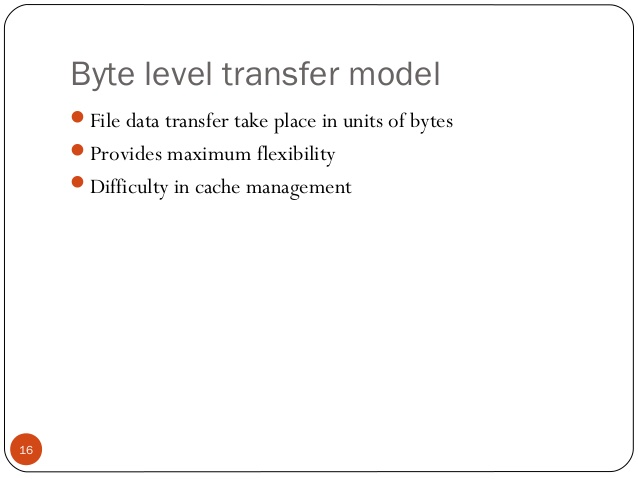 Byte level transfer model
File data transfer take place in units of bytes
Provides maximum flexibility
Difficulty in cache management
16